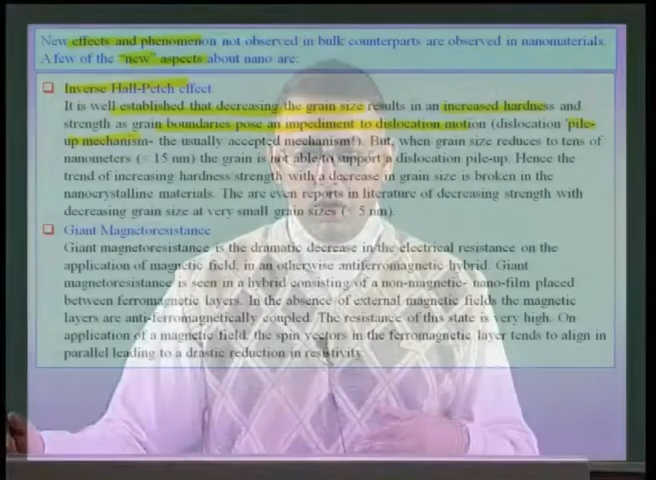 New effects and phenomenon not observed in bulk counterparts are observed in nanomaterials.
A few of the "new" aspects about nano are:
Inverse Hall-Petch effect
It is well established that decreasing the grain size results in an increased hardness and
strength as grain boundaries pose an impediment to dislocation motion (dislocation 'pile-
up mechanism- the usually accepted mechanism!). But, when grain size reduces to tens of
nanometers (< 15 nm) the grain is not able to support a dislocation pile-up. Hence the
trend of increasing hardness/strength with a decrease in grain size is broken in the
nanocrystalline materials. The are even reports in literature of decreasing strength with
decreasing grain size at very small grain sizes (< 5 nm).
Giant Magnetoresistance
Giant magnetoresistance is the dramatic decrease in the electrical resistance on the
application of magnetic field, in an otherwise antiferromagnetic hybrid. Giant
magnetoresistance is seen in a hybrid consisting of a non-magnetic- nano-film placed
between ferromagnetic layers. In the absence of external magnetic fields the magnetic
layers are anti-ferromagnetically coupled. The resistance of this state is very high. On
application of a magnetic field, the spin vectors in the ferromagnetic layer tends to align in
parallel leading to a drastic reduction in resistivity.